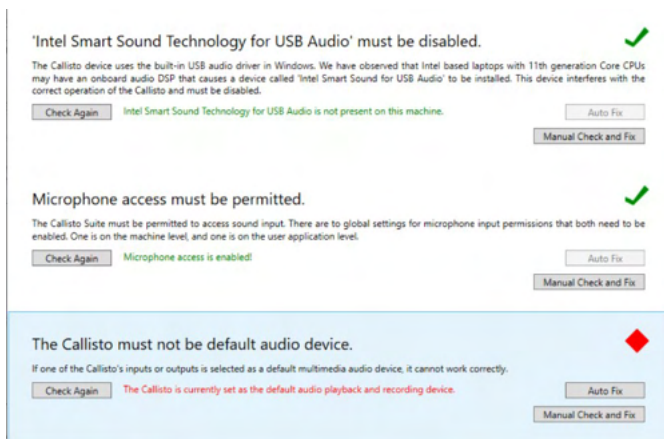 'Intel Smart Sound Technology for USB Audio' must be disabled.
The Callisto device uses the built-in USB audio driver in Windows. We have observed that Intel based laptops with 11th generation Core CPUs
may have an onboard audio DSP that causes a device called 'Intel Smart Sound for USB Audio' to be installed. This device interferes with the
correct operation of the Callisto and must be disabled.
Check Again Intel Smart Sound Technology for USB Audio is not present on this machine. Auto Fix
Manual Check and Fix
Microphone access must be permitted.
The Callisto Suite must be permitted to access sound input. There are to global settings for microphone input permissions that both need to be
enabled. One is on the machine level, and one is on the user application level.
Check Again Microphone access is enabled! Auto Fix
Manual Check and Fix
The Callisto must not be default audio device.
If one of the Callisto's inputs or outputs is selected as a default multimedia audio device, it cannot work correctly.
Check Again The Callisto is currently set as the default audio playback and recording device. Auto Fix
Manual Check and Fix